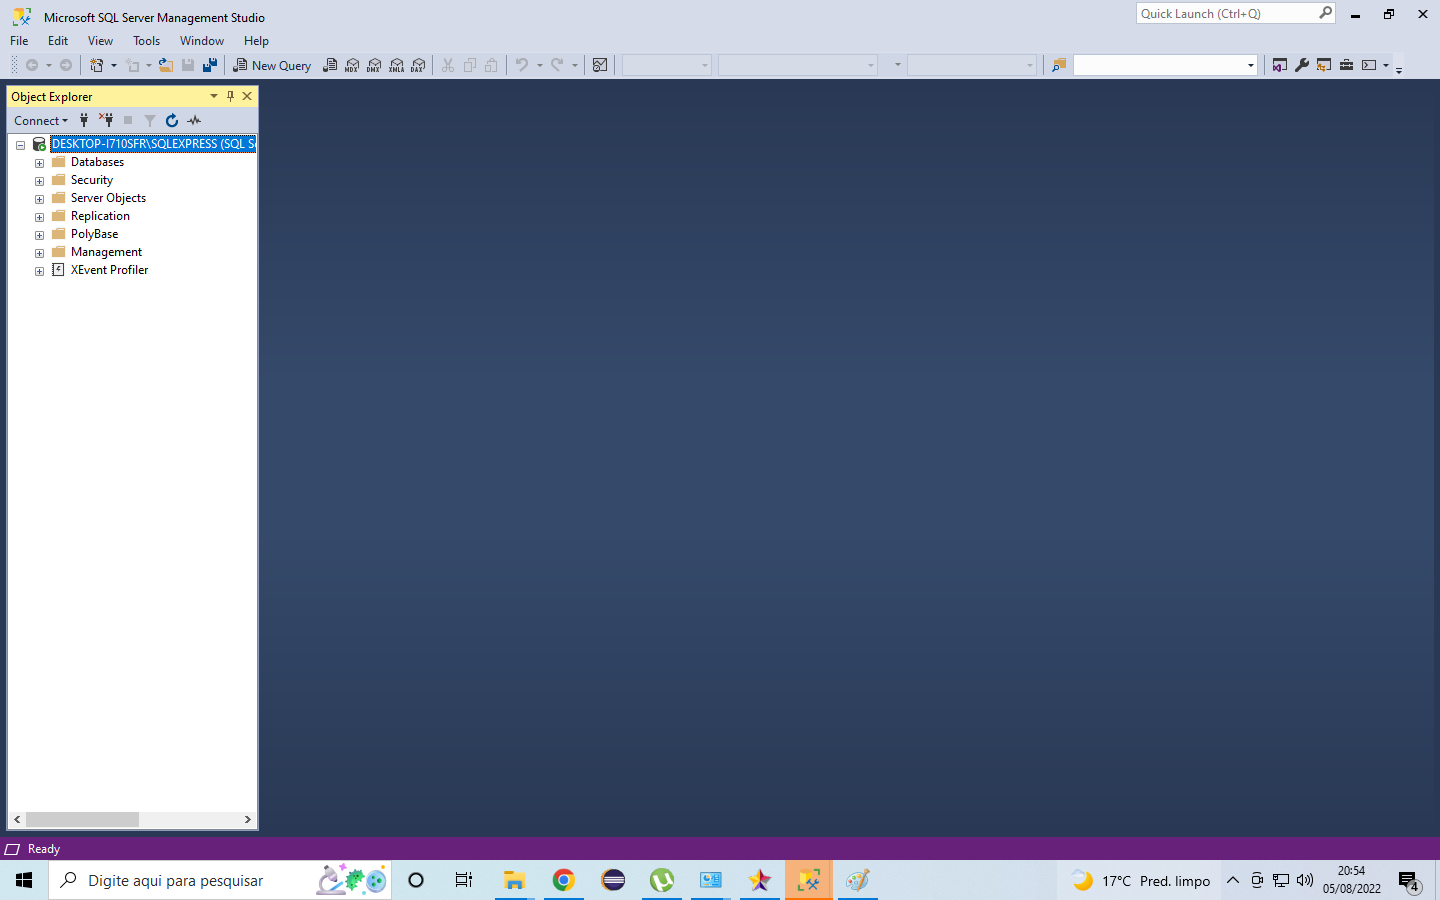 Microsoft SQL Server Management Studio
Quick Launch (Ctrl+Q)
File Edit View Tools Window Help
New Query MDX DMX XMLA DAX
Object Explorer
Connect
DESKTOP-I710SFR\SQLEXPRESS (SQL Se
Databases
Security
Server Objects
Replication
PolyBase
Management
XEvent Profiler
Ready
Digite aqui para pesquisar
17°C Pred. limpo
20:54
05/08/2022
4